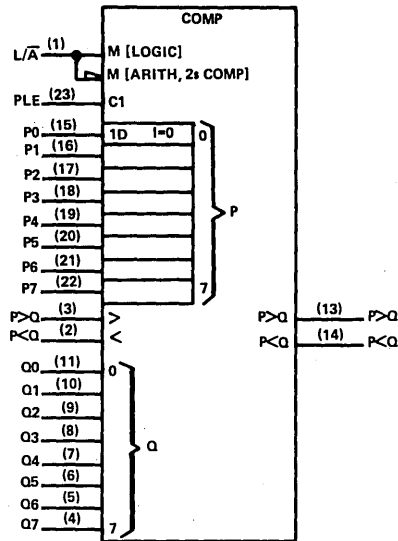 COMP
L/A̅ (1) M [LOGIC]
M [ARITH, 2s COMP]
PLE (23) C1
P0 (15) 1D I=0 0
P1 (16)
P2 (17)
P3 (18)
P4 (19)
P5 (20)
P6 (21)
P7 (22) 7
P
P>Q (3) >
P<Q (2) <
P>Q (13) P>Q
P<Q (14) P<Q
Q0 (11) 0
Q1 (10)
Q2 (9)
Q3 (8)
Q4 (7)
Q5 (6)
Q6 (5)
Q7 (4) 7
Q